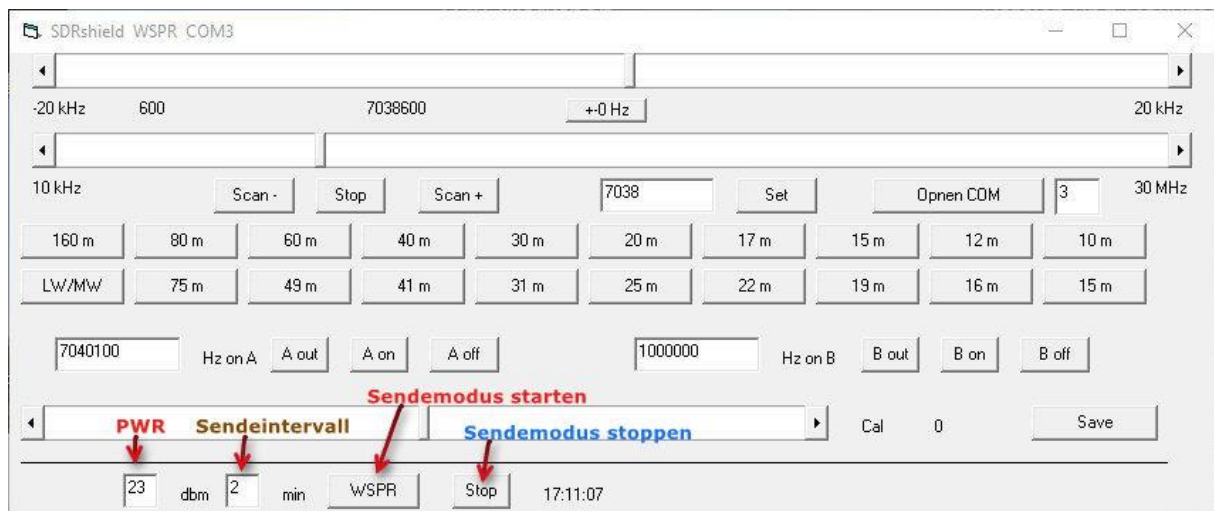 SDRshield WSPR COM3
-20 kHz 600 7038600 +-0 Hz 20 kHz
10 kHz Scan - Stop Scan + 7038 Set Opnen COM 3 30 MHz
160 m 80 m 60 m 40 m 30 m 20 m 17 m 15 m 12 m 10 m
LW/MW 75 m 49 m 41 m 31 m 25 m 22 m 19 m 16 m 15 m
7040100 Hz on A A out A on A off 1000000 Hz on B B out B on B off
Sendemodus starten
PWR Sendeintervall Sendemodus stoppen Cal 0 Save
23 dbm 2 min WSPR Stop 17:11:07